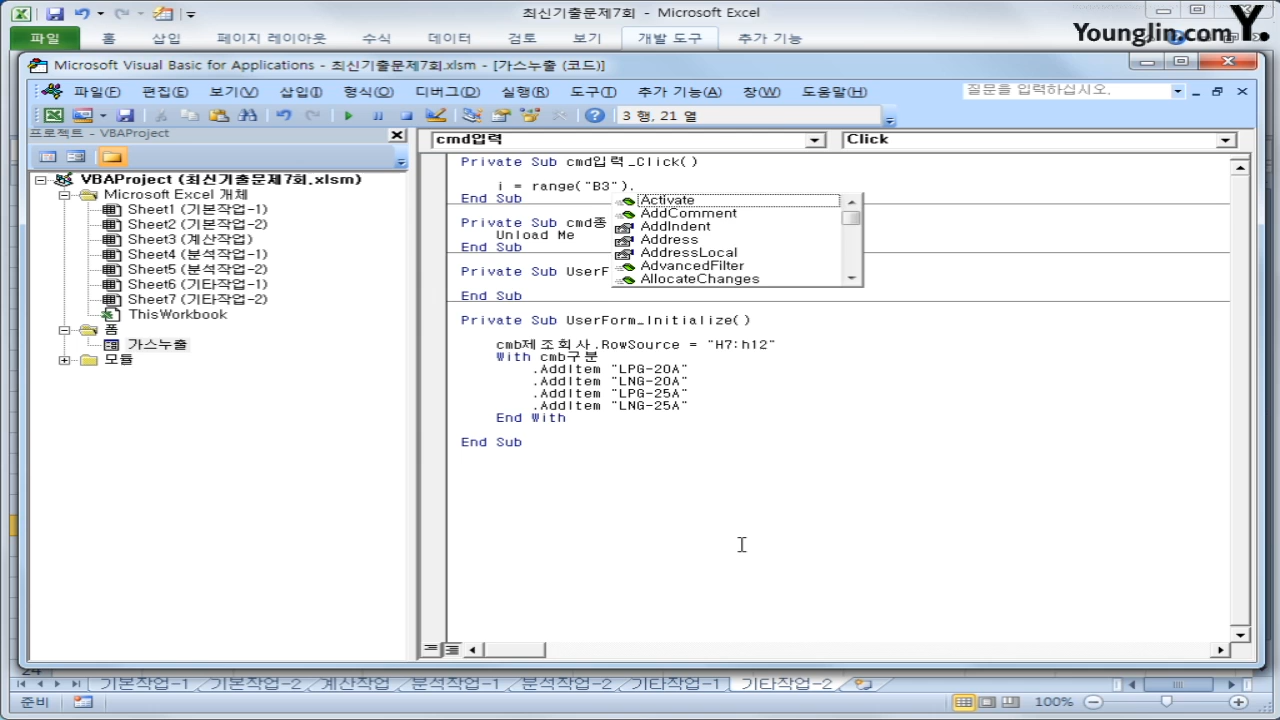 최신기출문제7회 - Microsoft Excel
파일 홈 삽입 페이지 레이아웃 수식 데이터 검토 보기 개발 도구 추가 기능
YoungJin.com Y.
Microsoft Visual Basic for Applications - 최신기출문제7회.xlsm - [가스누출 (코드)]
파일(F) 편집(E) 보기(V) 삽입(I) 형식(O) 디버그(D) 실행(R) 도구(T) 추가 기능(A) 창(W) 도움말(H) 질문을 입력하십시오.
3 행, 21 열
프로젝트 - VBAProject
VBAProject (최신기출문제7회.xlsm)
Microsoft Excel 개체
Sheet1 (기본작업-1)
Sheet2 (기본작업-2)
Sheet3 (계산작업)
Sheet4 (분석작업-1)
Sheet5 (분석작업-2)
Sheet6 (기타작업-1)
Sheet7 (기타작업-2)
ThisWorkbook
폼
가스누출
모듈
cmd입력 Click
Private Sub cmd입력_Click()
i = range("B3").
End Sub
Activate
AddComment
AddIndent
Address
AddressLocal
AdvancedFilter
AllocateChanges
Private Sub cmd종
Unload Me
End Sub
Private Sub UserF
End Sub
Private Sub UserForm_Initialize()
cmb제조회사.RowSource = "H7:h12"
With cmb구분
.AddItem "LPG-20A"
.AddItem "LNG-20A"
.AddItem "LPG-25A"
.AddItem "LNG-25A"
End With
End Sub
24
기본작업-1 기본작업-2 계산작업 분석작업-1 분석작업-2 기타작업-1 기타작업-2
준비 100%